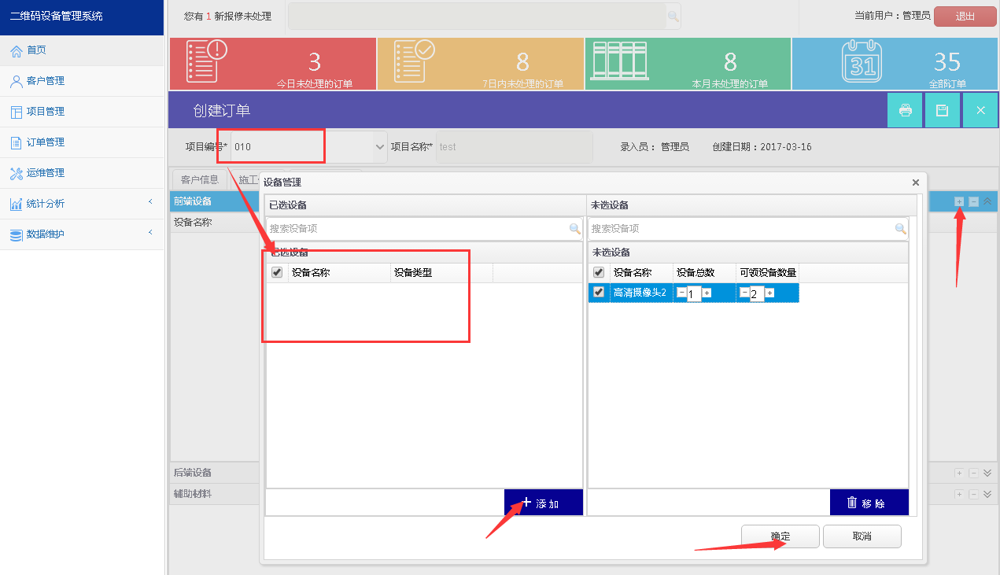 二维码设备管理系统
您有 1 新报修未处理
当前用户：管理员
退出
首页
客户管理
项目管理
订单管理
运维管理
统计分析
数据维护
3
今日未处理的订单
8
7日内未处理的订单
8
本月未处理的订单
31
35
全部订单
创建订单
项目编号* 010 项目名称* test 录入员： 管理员 创建日期：2017-03-16
客户信息 施工
前端设备
设备名称
后端设备
辅助材料
设备管理
已选设备
搜索设备项
已选设备
设备名称 设备类型
添加
未选设备
搜索设备项
未选设备
设备名称 设备总数 可领设备数量
高清摄像头2 1 2
移除
确定 取消